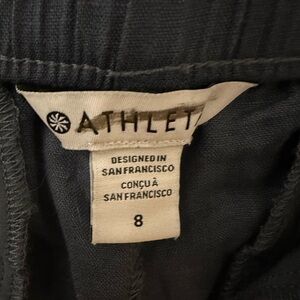 ATHLET
DESIGNED IN
SAN FRANCISCO
CONÇU À
SAN FRANCISCO
8